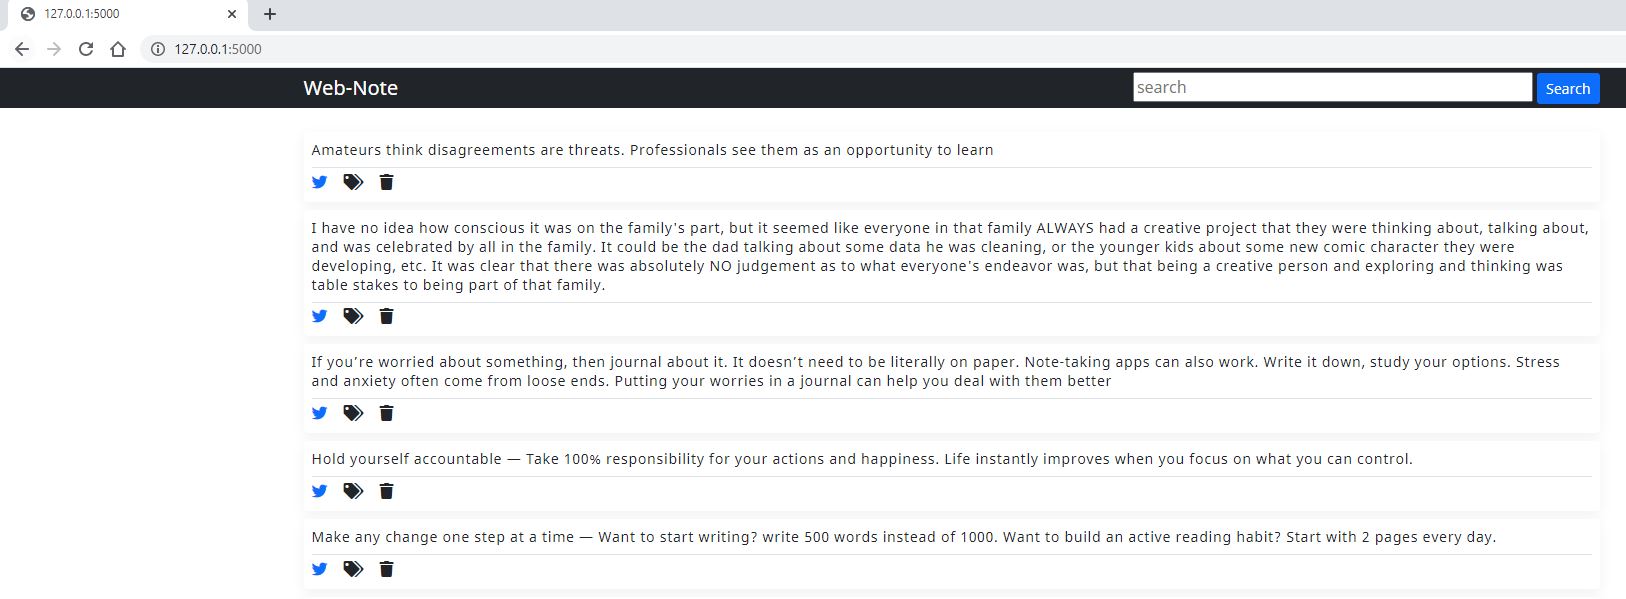 127.0.0.1:5000
127.0.0.1:5000
Web-Note
search
Search
Amateurs think disagreements are threats. Professionals see them as an opportunity to learn
I have no idea how conscious it was on the family's part, but it seemed like everyone in that family ALWAYS had a creative project that they were thinking about, talking about,
and was celebrated by all in the family. It could be the dad talking about some data he was cleaning, or the younger kids about some new comic character they were
developing, etc. It was clear that there was absolutely NO judgement as to what everyone's endeavor was, but that being a creative person and exploring and thinking was
table stakes to being part of that family.
If you’re worried about something, then journal about it. It doesn’t need to be literally on paper. Note-taking apps can also work. Write it down, study your options. Stress
and anxiety often come from loose ends. Putting your worries in a journal can help you deal with them better
Hold yourself accountable — Take 100% responsibility for your actions and happiness. Life instantly improves when you focus on what you can control.
Make any change one step at a time — Want to start writing? write 500 words instead of 1000. Want to build an active reading habit? Start with 2 pages every day.